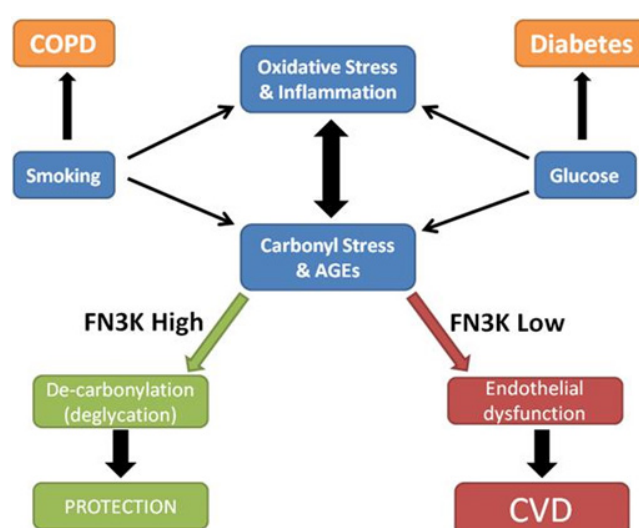 COPD
Diabetes
Oxidative Stress
& Inflammation
Smoking
Glucose
Carbonyl Stress
& AGEs
FN3K High
FN3K Low
De-carbonylation
(deglycation)
Endothelial
dysfunction
PROTECTION
CVD